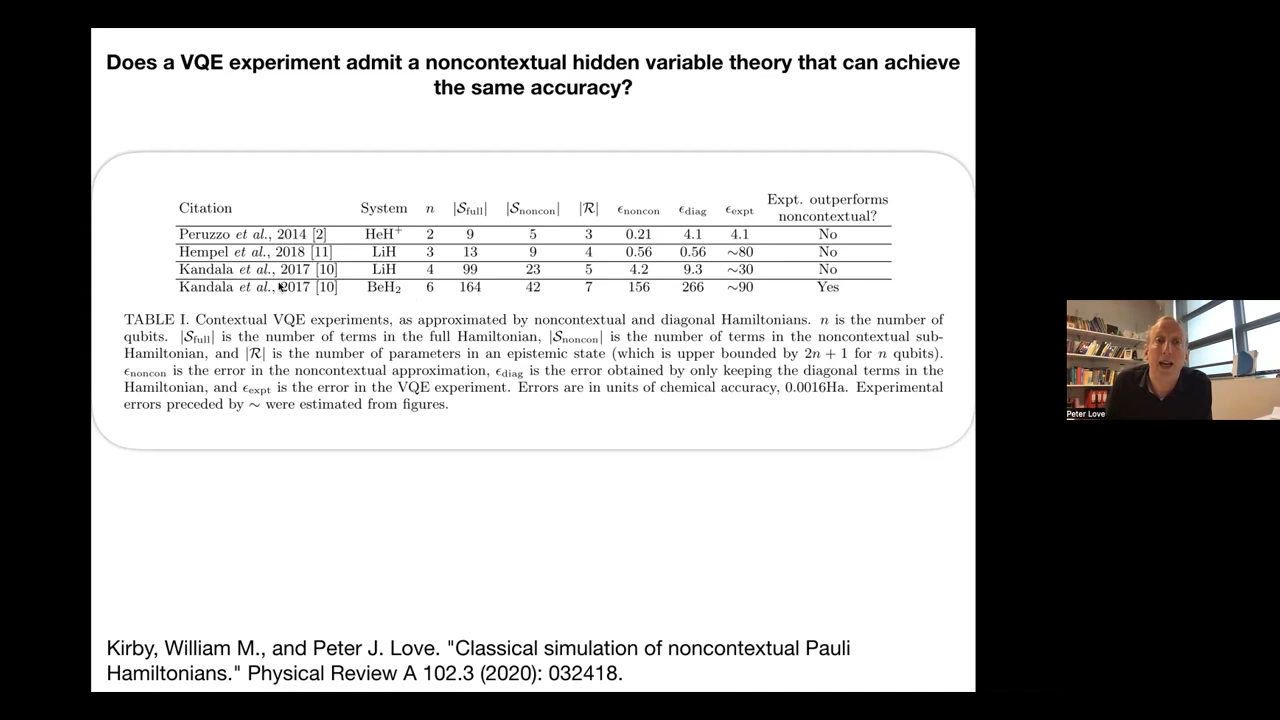 Does a VQE experiment admit a noncontextual hidden variable theory that can achieve
the same accuracy?
Citation System n |𝒮full| |𝒮noncon| |ℛ| ϵnoncon ϵdiag ϵexpt Expt. outperforms
noncontextual?
Peruzzo et al., 2014 [2] HeH⁺ 2 9 5 3 0.21 4.1 4.1 No
Hempel et al., 2018 [11] LiH 3 13 9 4 0.56 0.56 ∼80 No
Kandala et al., 2017 [10] LiH 4 99 23 5 4.2 9.3 ∼30 No
Kandala et al., 2017 [10] BeH₂ 6 164 42 7 156 266 ∼90 Yes
TABLE I. Contextual VQE experiments, as approximated by noncontextual and diagonal Hamiltonians. n is the number of
qubits. |𝒮full| is the number of terms in the full Hamiltonian, |𝒮noncon| is the number of terms in the noncontextual sub-
Hamiltonian, and |ℛ| is the number of parameters in an epistemic state (which is upper bounded by 2n + 1 for n qubits).
ϵnoncon is the error in the noncontextual approximation, ϵdiag is the error obtained by only keeping the diagonal terms in the
Hamiltonian, and ϵexpt is the error in the VQE experiment. Errors are in units of chemical accuracy, 0.0016Ha. Experimental
errors preceded by ∼ were estimated from figures.
Kirby, William M., and Peter J. Love. "Classical simulation of noncontextual Pauli
Hamiltonians." Physical Review A 102.3 (2020): 032418.
Peter Love